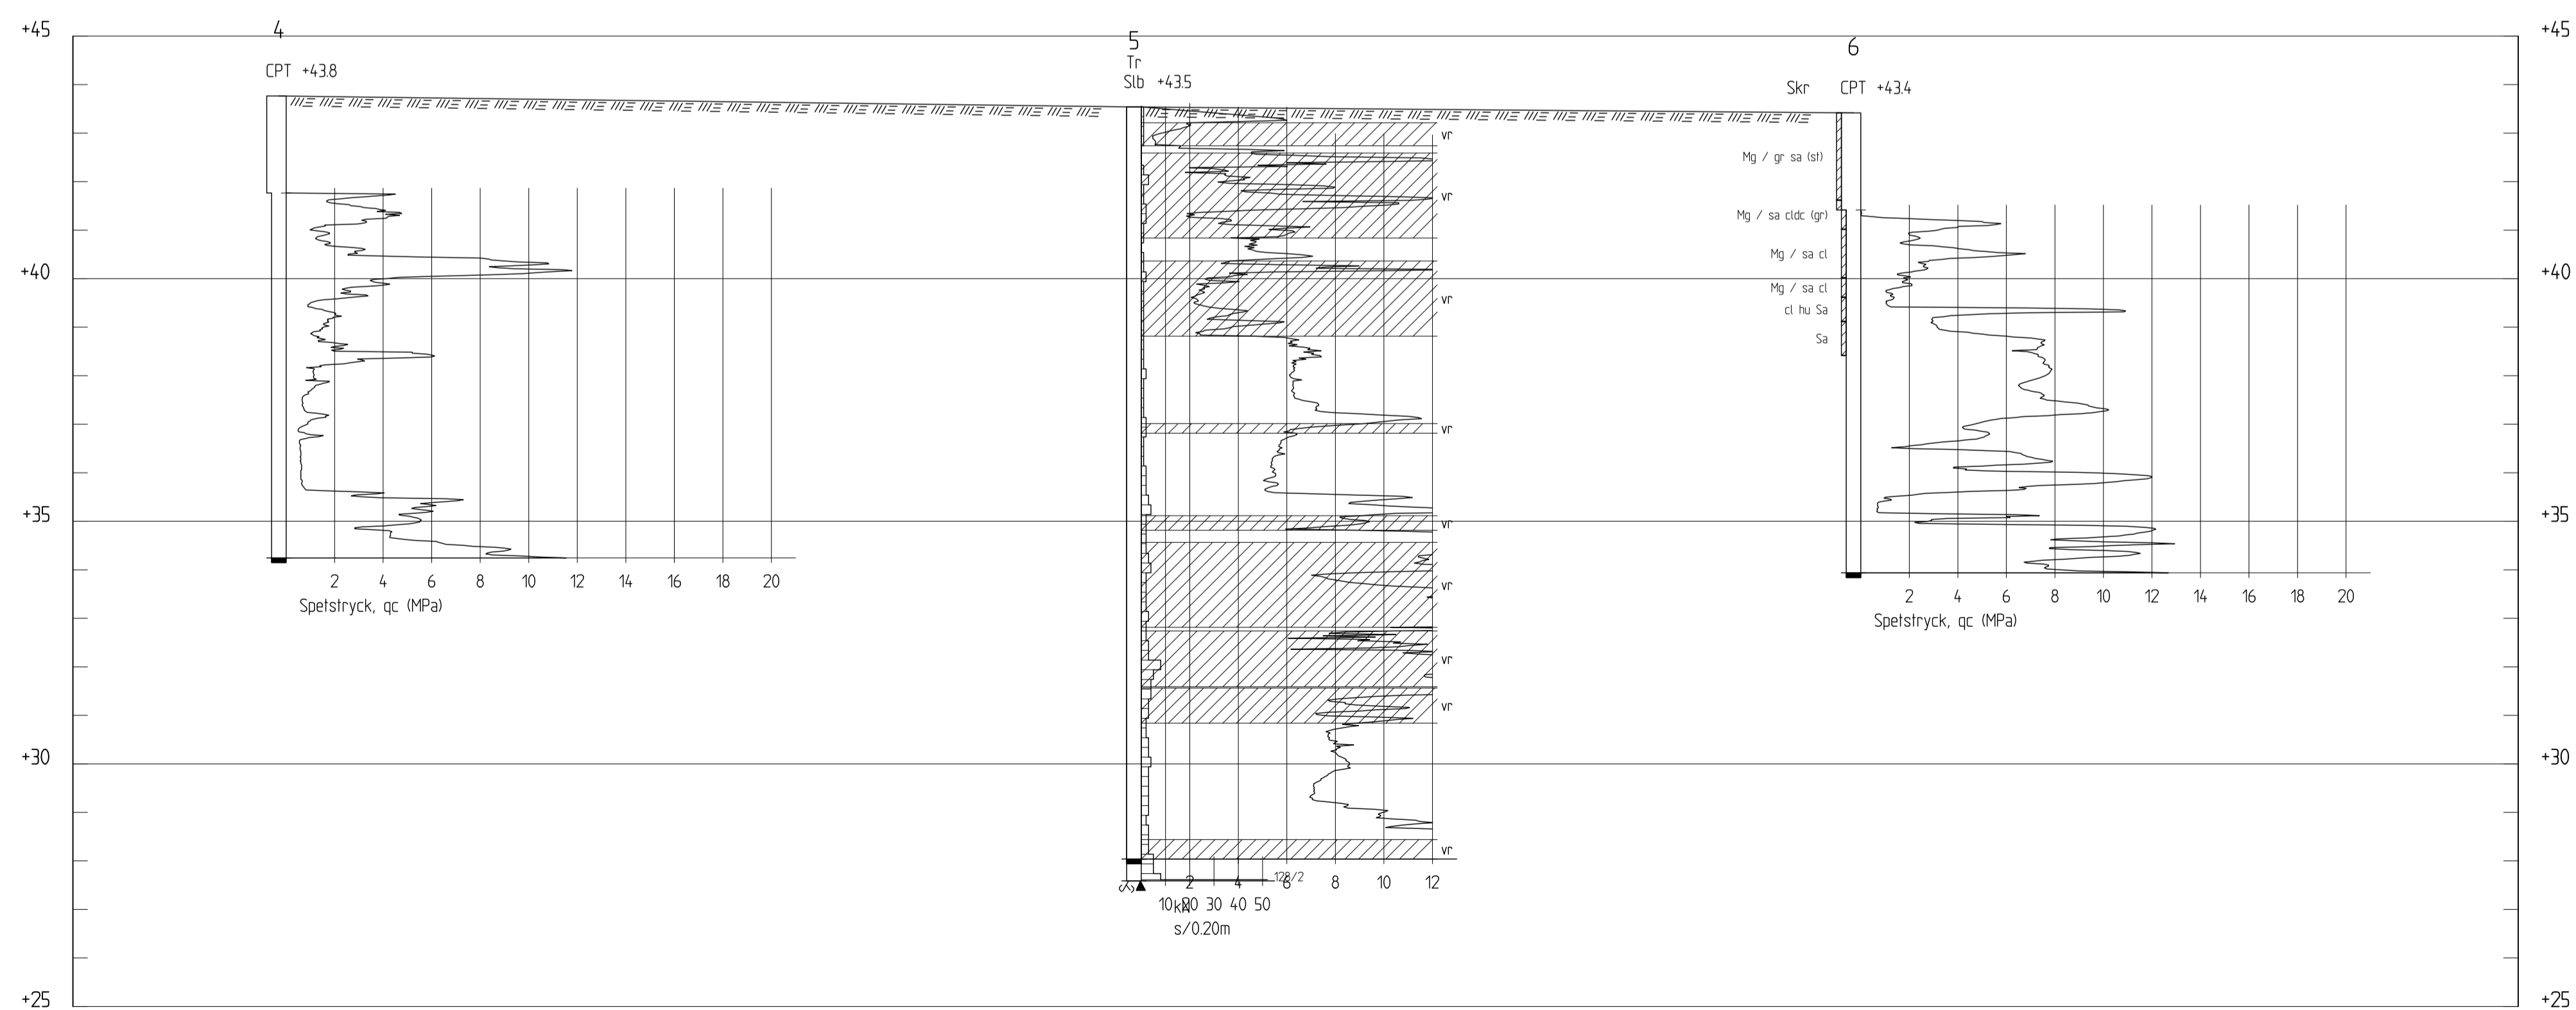 4
5
6
Tr
CPT +43.8
Slb +43.5
Skr CPT +43.4
+45 +45
+40 +40
+35 +35
+30 +30
+25 +25
Mg / gr sa (st)
Mg / sa cldc (gr)
Mg / sa cl
Mg / sa cl
cl hu Sa
Sa
vr
vr
vr
vr
vr
vr
vr
vr
vr
2 4 6 8 10 12 14 16 18 20
Spetstryck, qc (MPa)
128/2
2 4 6 8 10 12
kN
10 20 30 40 50
s/0.20m
2 4 6 8 10 12 14 16 18 20
Spetstryck, qc (MPa)